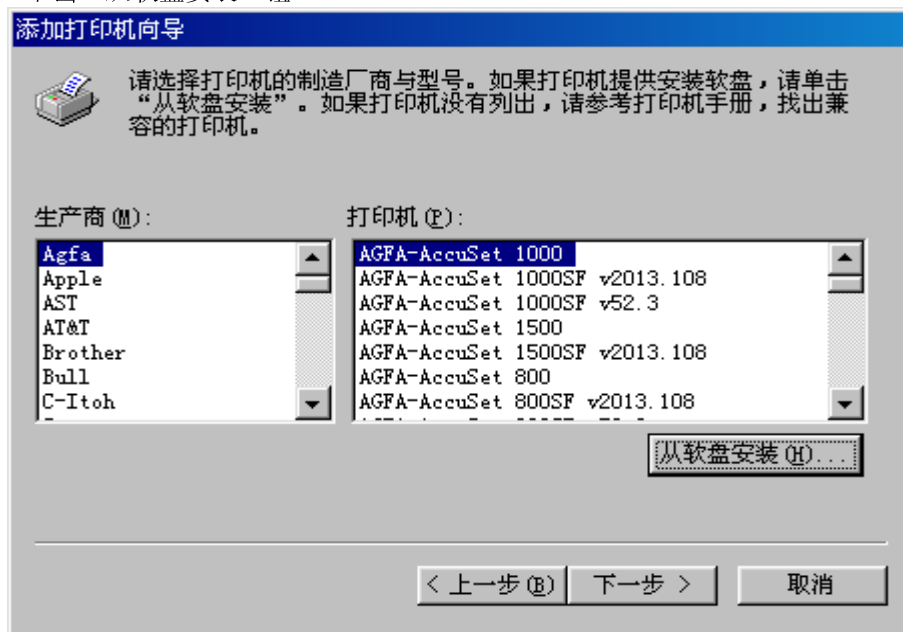 添加打印机向导
请选择打印机的制造厂商与型号。如果打印机提供安装软盘，请单击
“从软盘安装”。如果打印机没有列出，请参考打印机手册，找出兼
容的打印机。
生产商(M):
打印机(P):
Agfa
Apple
AST
AT&T
Brother
Bull
C-Itoh
AGFA-AccuSet 1000
AGFA-AccuSet 1000SF v2013.108
AGFA-AccuSet 1000SF v52.3
AGFA-AccuSet 1500
AGFA-AccuSet 1500SF v2013.108
AGFA-AccuSet 800
AGFA-AccuSet 800SF v2013.108
从软盘安装(H)...
< 上一步(B)
下一步 >
取消